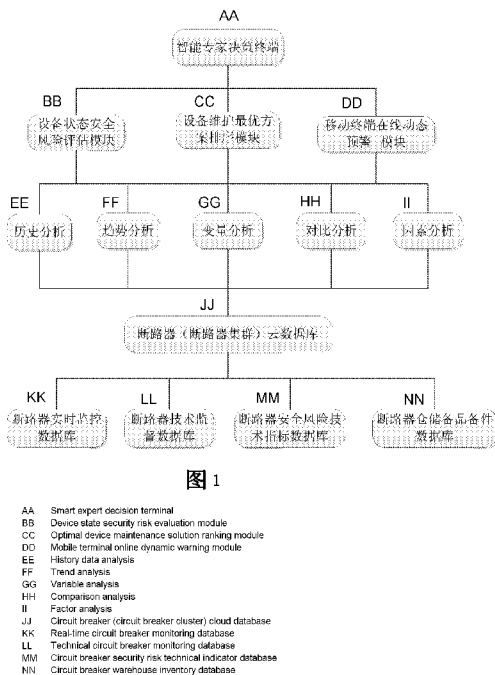 AA
智能专家决策终端
BB
CC
DD
设备状态安全
风险评估模块
设备维护最优方
案排序模块
移动终端在线动态
预警 模块
EE
FF
GG
HH
II
历史分析
趋势分析
变量分析
对比分析
因素分析
JJ
断路器（断路器集群）云数据库
KK
LL
MM
NN
断路器实时监控
数据库
断路器技术监
督数据库
断路器安全风险技
术指标数据库
断路器仓储备品备件
数据库
图 1
AA Smart expert decision terminal
BB Device state security risk evaluation module
CC Optimal device maintenance solution ranking module
DD Mobile terminal online dynamic warning module
EE History data analysis
FF Trend analysis
GG Variable analysis
HH Comparison analysis
II Factor analysis
JJ Circuit breaker (circuit breaker cluster) cloud database
KK Real-time circuit breaker monitoring database
LL Technical circuit breaker monitoring database
MM Circuit breaker security risk technical indicator database
NN Circuit breaker warehouse inventory database